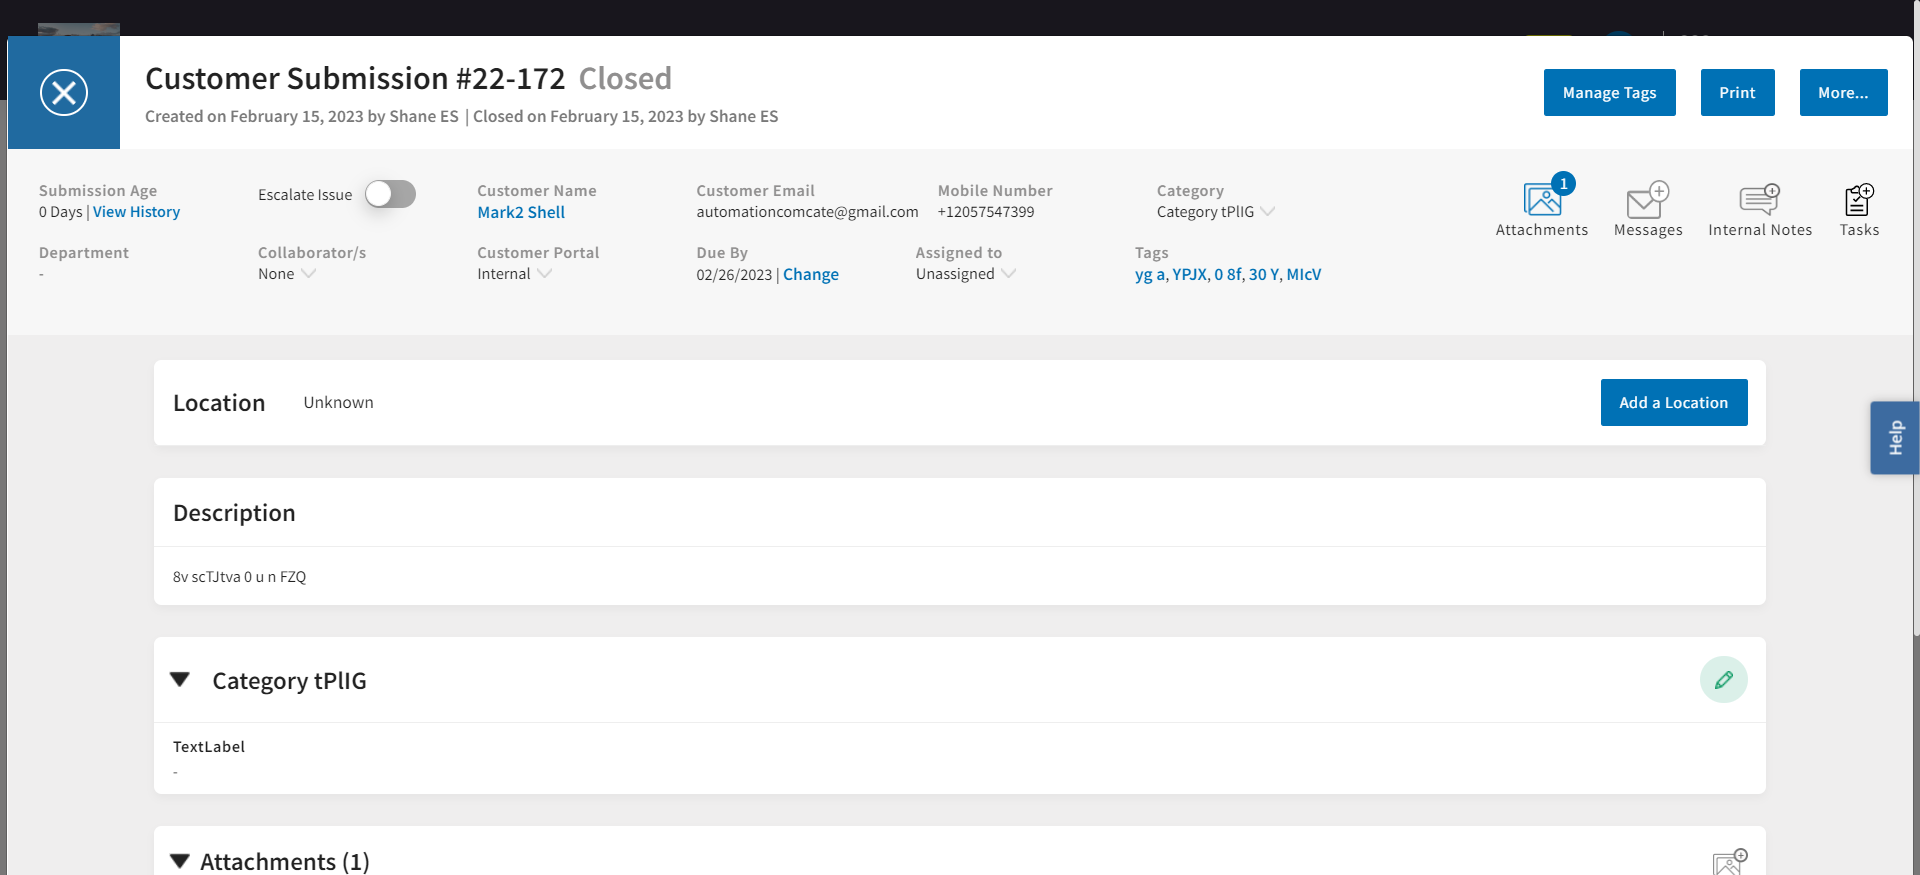 Customer Submission #22-172 Closed
Created on February 15, 2023 by Shane ES | Closed on February 15, 2023 by Shane ES
Manage Tags
Print
More...
Submission Age
0 Days | View History
Escalate Issue
Customer Name
Mark2 Shell
Customer Email
automationcomcate@gmail.com
Mobile Number
+12057547399
Category
Category tPlIG
1
Attachments
Messages
Internal Notes
Tasks
Department
-
Collaborator/s
None
Customer Portal
Internal
Due By
02/26/2023 | Change
Assigned to
Unassigned
Tags
yg a, YPJX, 0 8f, 30 Y, MIcV
Location
Unknown
Add a Location
Help
Description
8v scTJtva 0 u n FZQ
Category tPlIG
TextLabel
-
Attachments (1)